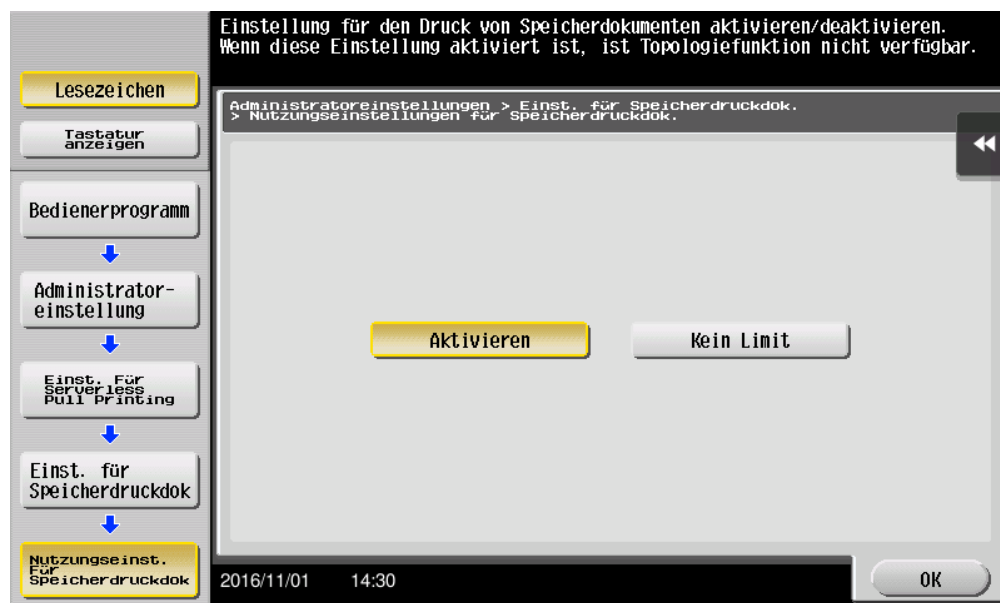 Einstellung für den Druck von Speicherdokumenten aktivieren/deaktivieren.
Wenn diese Einstellung aktiviert ist, ist Topologiefunktion nicht verfügbar.
Lesezeichen
Tastatur
anzeigen
Administratoreinstellungen > Einst. für Speicherdruckdok.
> Nutzungseinstellungen für Speicherdruckdok.
Bedienerprogramm
Administrator-
einstellung
Einst. Für
Serverless
Pull Printing
Einst. für
Speicherdruckdok
Nutzungseinst.
Für
Speicherdruckdok
Aktivieren
Kein Limit
2016/11/01 14:30
OK